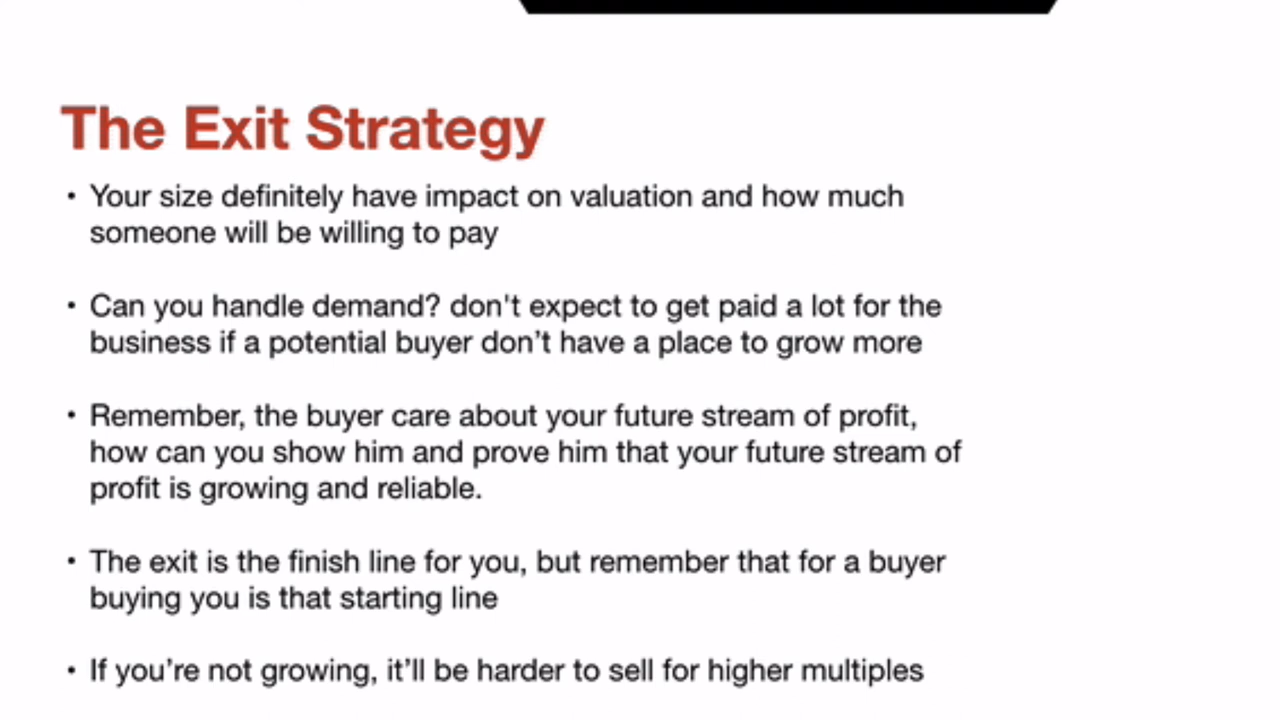 The Exit Strategy
• Your size definitely have impact on valuation and how much
someone will be willing to pay
• Can you handle demand? don't expect to get paid a lot for the
business if a potential buyer don’t have a place to grow more
• Remember, the buyer care about your future stream of profit,
how can you show him and prove him that your future stream of
profit is growing and reliable.
• The exit is the finish line for you, but remember that for a buyer
buying you is that starting line
• If you’re not growing, it’ll be harder to sell for higher multiples